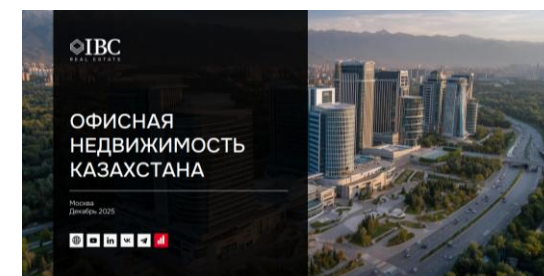 IBC
REAL ESTATE
ОФИСНАЯ
НЕДВИЖИМОСТЬ
КАЗАХСТАНА
Москва
Декабрь 2025